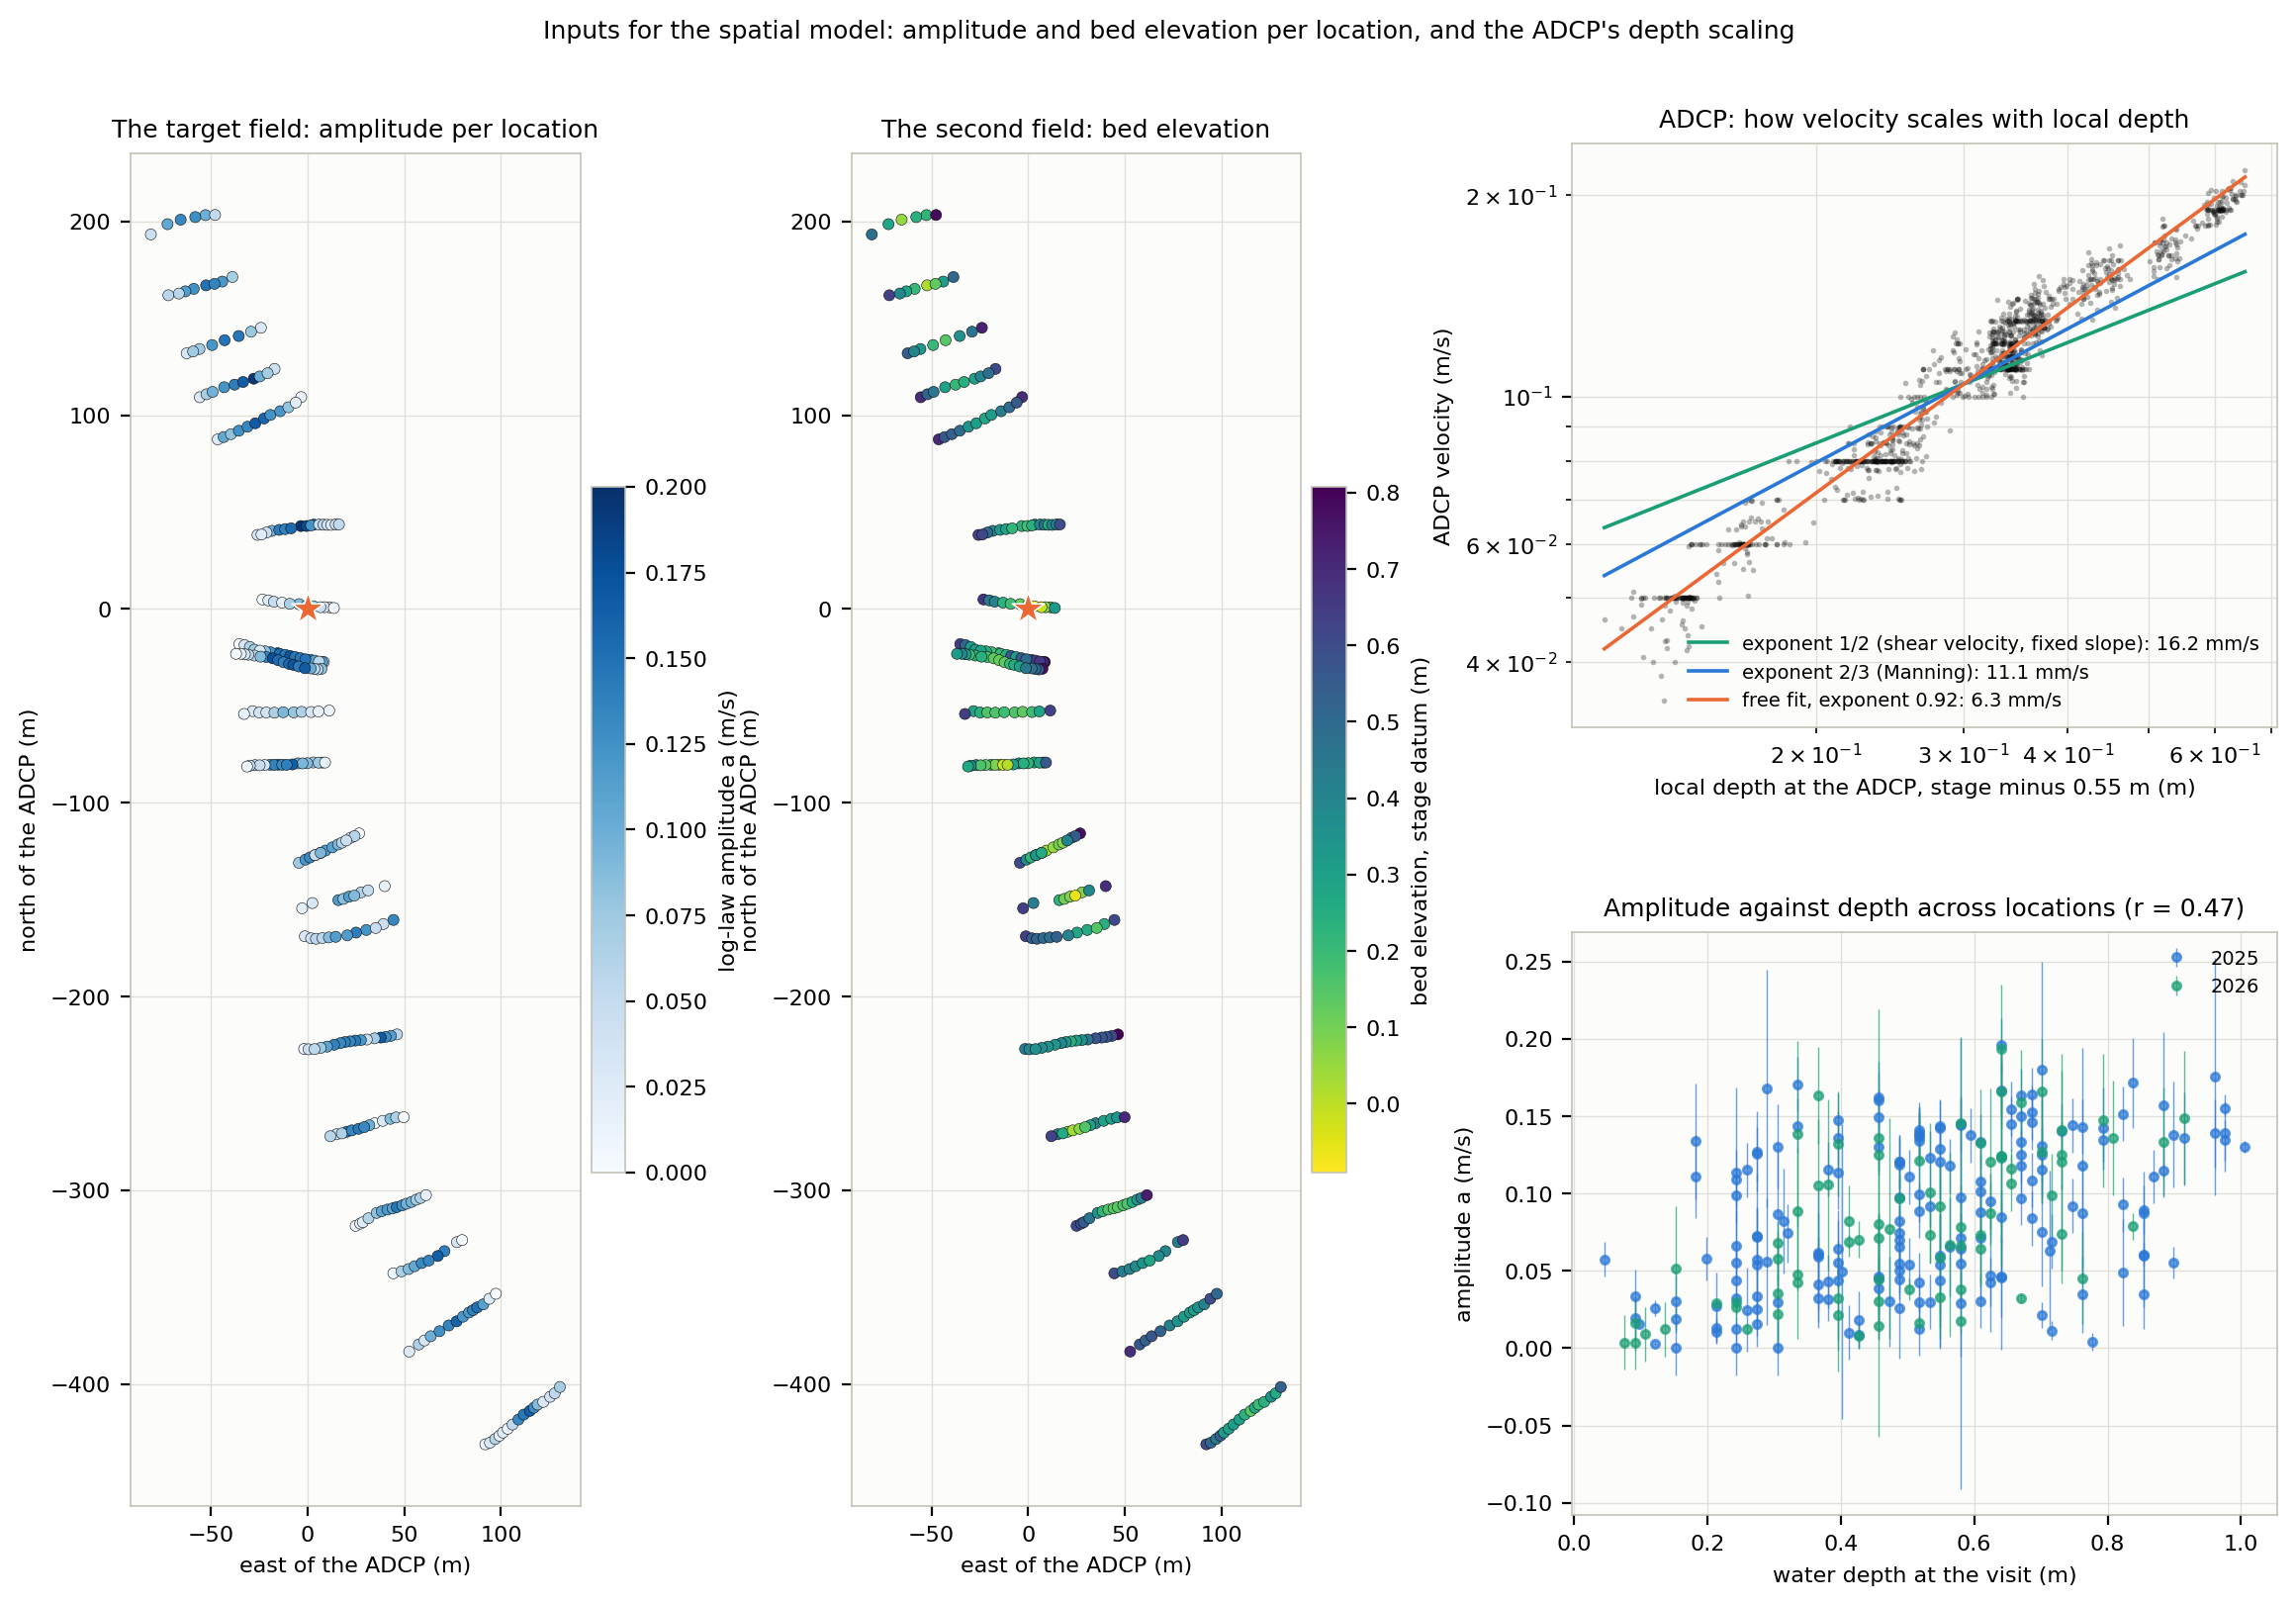 Inputs for the spatial model: amplitude and bed elevation per location, and the ADCP's depth scaling
The target field: amplitude per location
200
100
0
−100
−200
−300
−400
−50
0
50
100
north of the ADCP (m)
east of the ADCP (m)
0.200
0.175
0.150
0.125
0.100
0.075
0.050
0.025
0.000
log-law amplitude a (m/s)
The second field: bed elevation
200
100
0
−100
−200
−300
−400
−50
0
50
100
north of the ADCP (m)
east of the ADCP (m)
0.8
0.7
0.6
0.5
0.4
0.3
0.2
0.1
0.0
bed elevation, stage datum (m)
ADCP: how velocity scales with local depth
2 × 10⁻¹
10⁻¹
6 × 10⁻²
4 × 10⁻²
ADCP velocity (m/s)
exponent 1/2 (shear velocity, fixed slope): 16.2 mm/s
exponent 2/3 (Manning): 11.1 mm/s
free fit, exponent 0.92: 6.3 mm/s
2 × 10⁻¹
3 × 10⁻¹
4 × 10⁻¹
6 × 10⁻¹
local depth at the ADCP, stage minus 0.55 m (m)
Amplitude against depth across locations (r = 0.47)
2025
2026
0.25
0.20
0.15
0.10
0.05
0.00
−0.05
−0.10
amplitude a (m/s)
0.0
0.2
0.4
0.6
0.8
1.0
water depth at the visit (m)